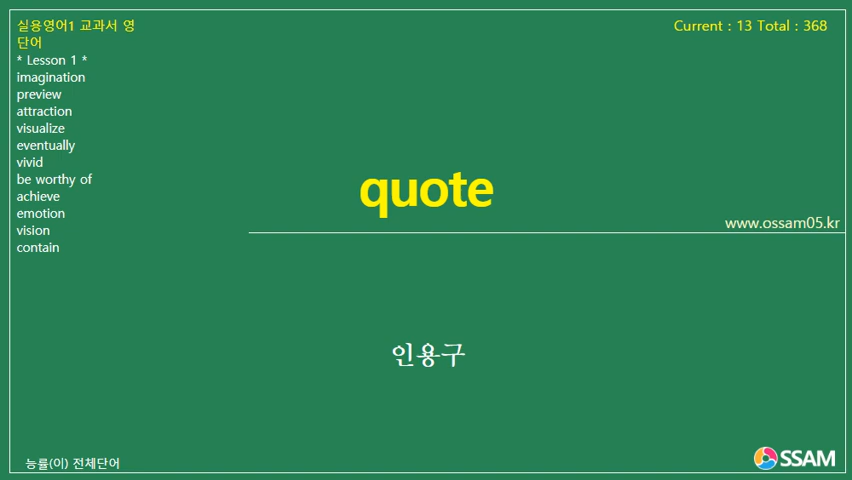 실용영어1 교과서 영
단어
* Lesson 1 *
imagination
preview
attraction
visualize
eventually
vivid
be worthy of
achieve
emotion
vision
contain
Current : 13 Total : 368
quote
www.ossam05.kr
인용구
능률(이) 전체단어
OSSAM